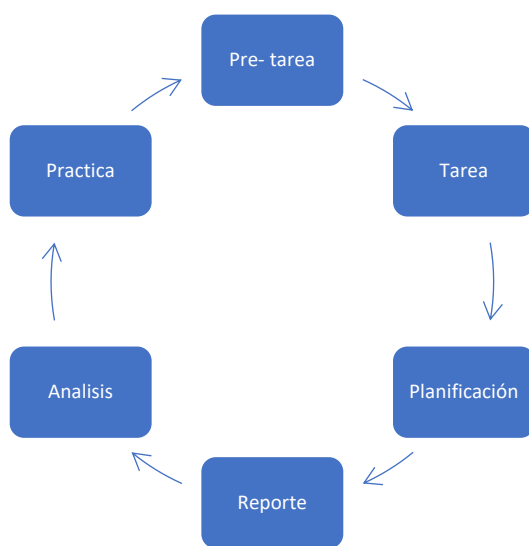 Pre- tarea
Tarea
Planificación
Reporte
Analisis
Practica